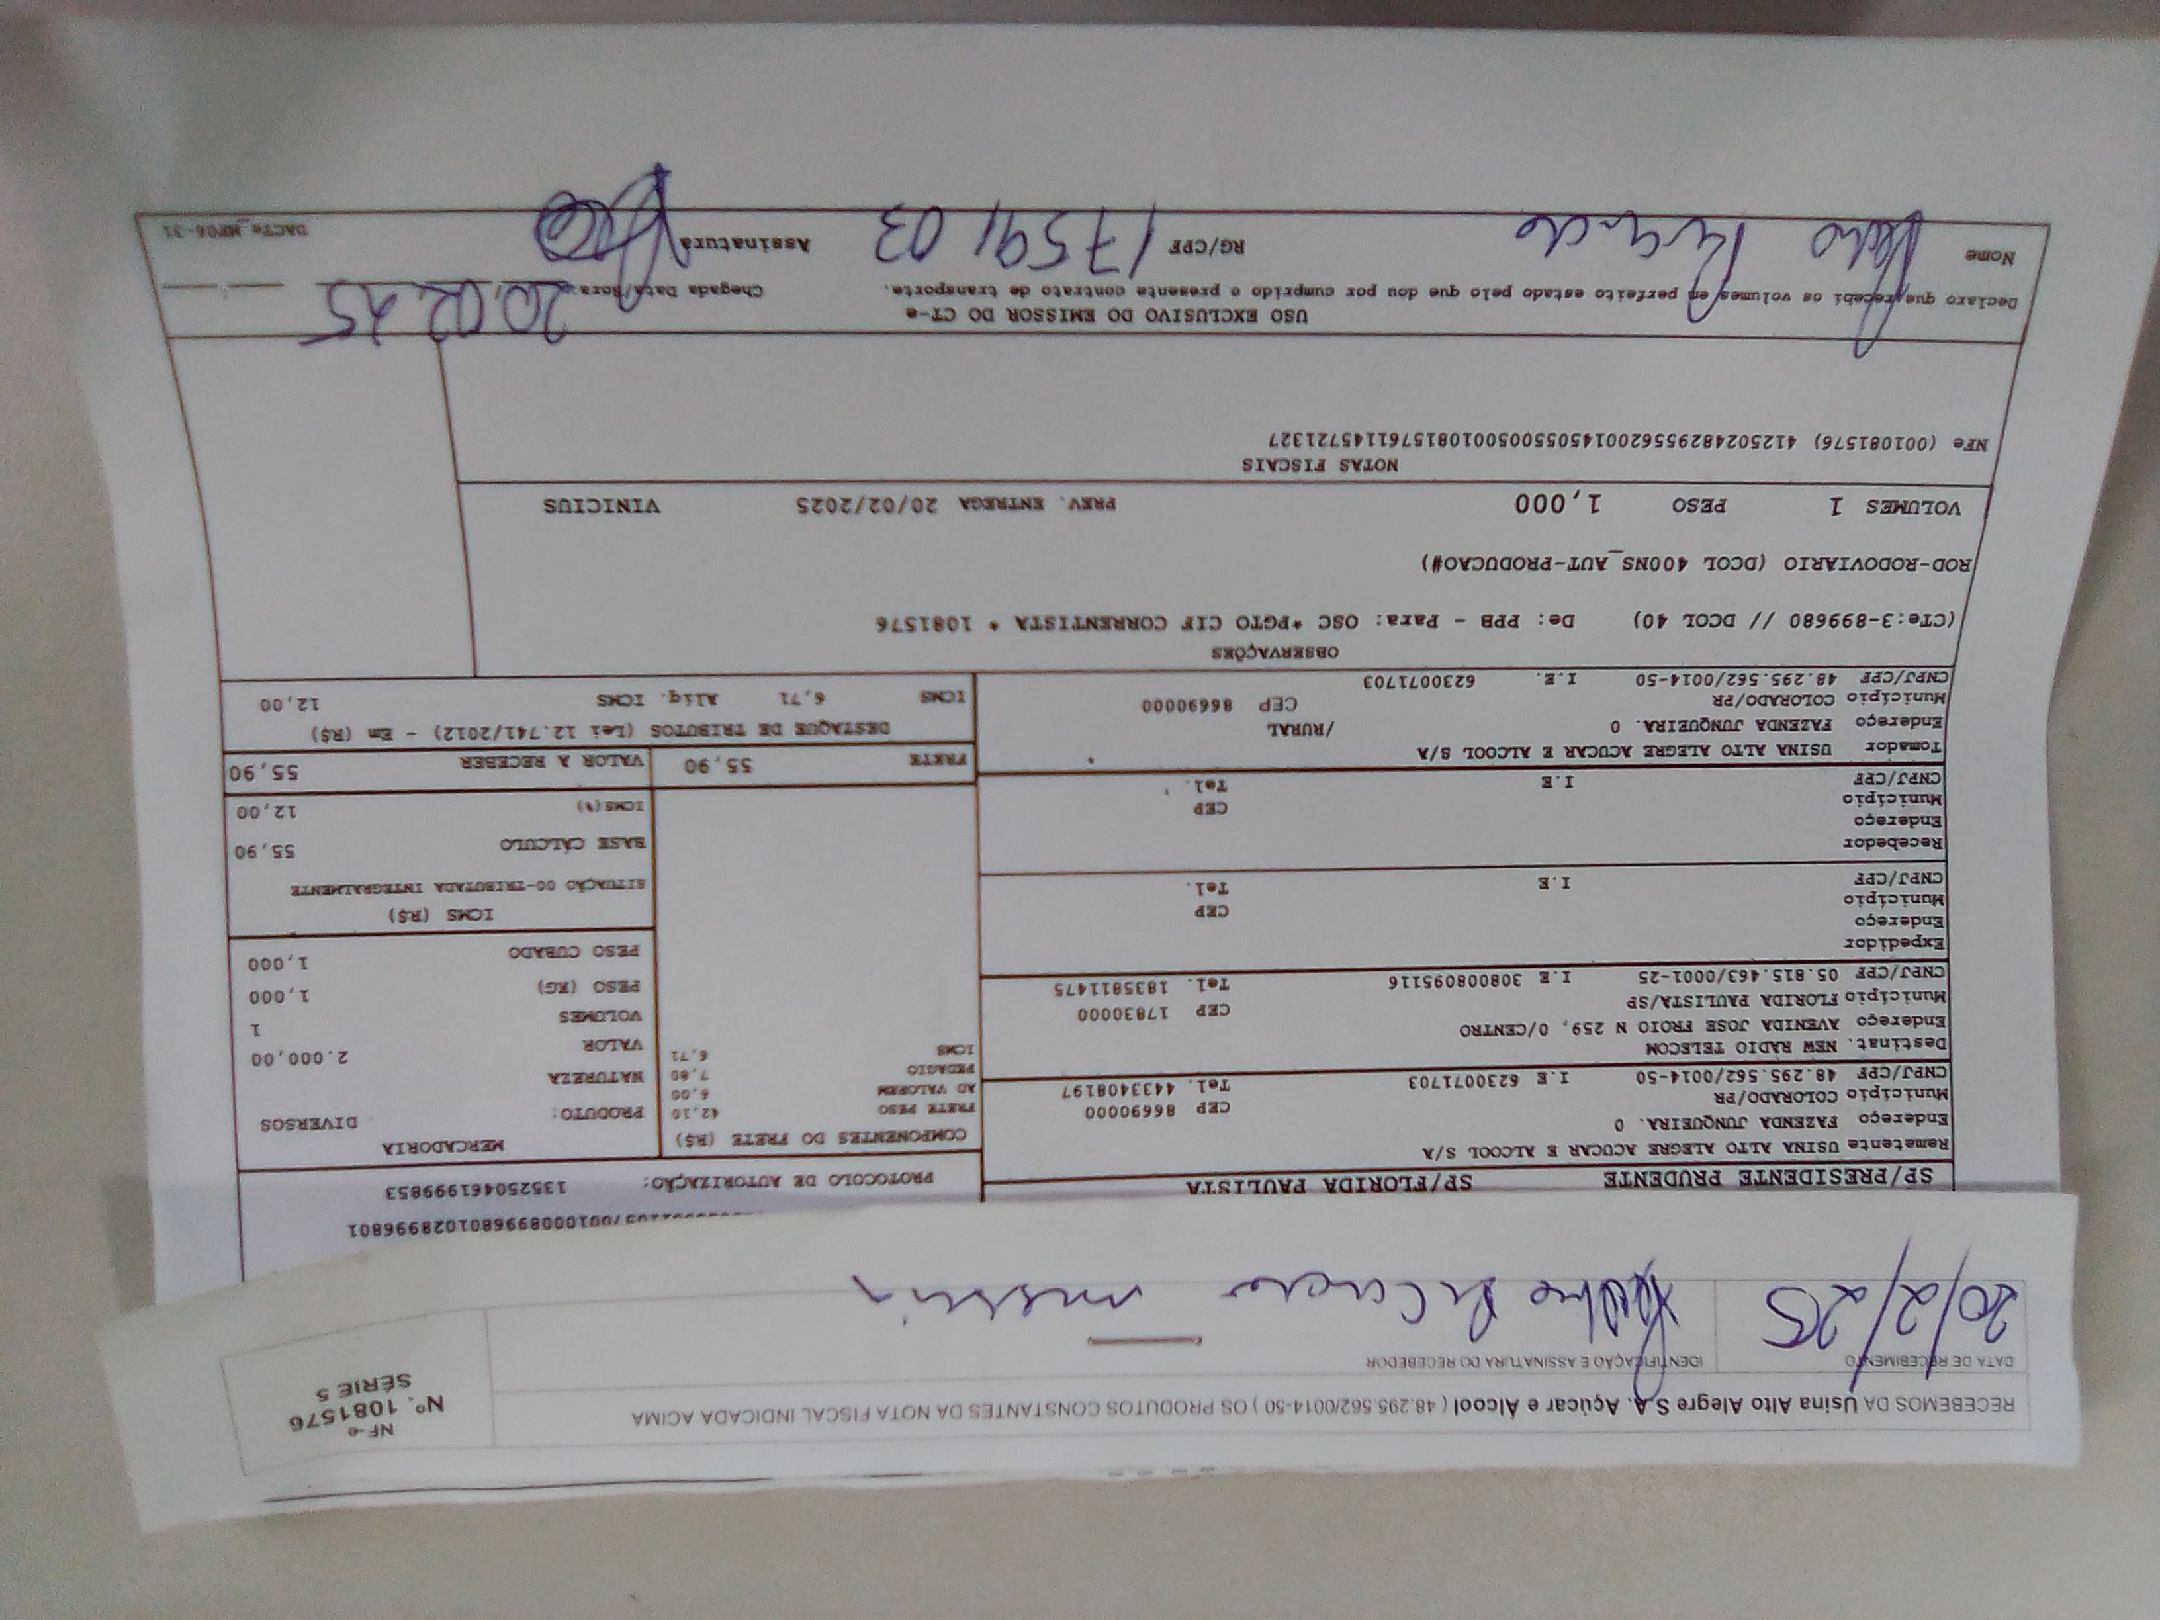 RECEBEMOS DA Usina Alto Alegre S.A. Açúcar e Álcool ( 48.295.562/0014-50 ) OS PRODUTOS CONSTANTES DA NOTA FISCAL INDICADA ACIMA
NF-e
Nº. 1081576
SÉRIE 5
DATA DE RECEBIMENTO
IDENTIFICAÇÃO E ASSINATURA DO RECEBEDOR
20/2/25
SP/PRESIDENTE PRUDENTE SP/FLORIDA PAULISTA
PROTOCOLO DE AUTORIZAÇÃO: 135250461999853
Remetente USINA ALTO ALEGRE ACUCAR E ALCOOL S/A
Endereço FAZENDA JUNQUEIRA. 0
Município COLORADO/PR CEP 86690000
CNPJ/CPF 48.295.562/0014-50 I.E 6230071703 Tel. 4433408197
Destinat. NEW RADIO TELECOM
Endereço AVENIDA JOSE FROIO N 259, 0/CENTRO
Município FLORIDA PAULISTA/SP CEP 17830000
CNPJ/CPF 05.815.463/0001-25 I.E 308008095116 Tel. 1835811475
Expedidor
Endereço
Município CEP
CNPJ/CPF I.E Tel.
Recebedor
Endereço
Município CEP
CNPJ/CPF I.E Tel.
Tomador USINA ALTO ALEGRE ACUCAR E ALCOOL S/A
Endereço FAZENDA JUNQUEIRA. 0 /RURAL
Município COLORADO/PR CEP 86690000
CNPJ/CPF 48.295.562/0014-50 I.E. 6230071703
COMPONENTES DO FRETE (R$)
FRETE PESO 42,10
AD VALOREM 6,00
PEDAGIO 7,80
ICMS 6,71
MERCADORIA
PRODUTO: DIVERSOS
NATUREZA
VALOR 2.000,00
VOLUMES 1
PESO (KG) 1,000
PESO CUBADO 1,000
ICMS (R$)
SITUAÇÃO 00-TRIBUTADA INTEGRALMENTE
BASE CÁLCULO 55,90
ICMS(%) 12,00
FRETE 55,90 VALOR A RECEBER 55,90
DESTAQUE DE TRIBUTOS (Lei 12.741/2012) - Em (R$)
ICMS 6,71 Alíq. ICMS 12,00
OBSERVAÇÕES
(CTe:3-899680 // DCOL 40) De: PPB - Para: OSC *PGTO CIF CORRENTISTA * 1081576
ROD-RODOVIARIO (DCOL 400NS_AUT-PRODUCAO#)
VOLUMES 1 PESO 1,000 PREV. ENTREGA 20/02/2025 VINICIUS
NOTAS FISCAIS
NFe (001081576) 41250248295562001450550050010815761145721327
USO EXCLUSIVO DO EMISSOR DO CT-e
Declaro que recebi os volumes em perfeito estado pelo que dou por cumprido o presente contrato de transporte. Chegada Data/Hora: 20.02.25
Nome RG/CPF 1759103 Assinatura
DACTe_MP06-31